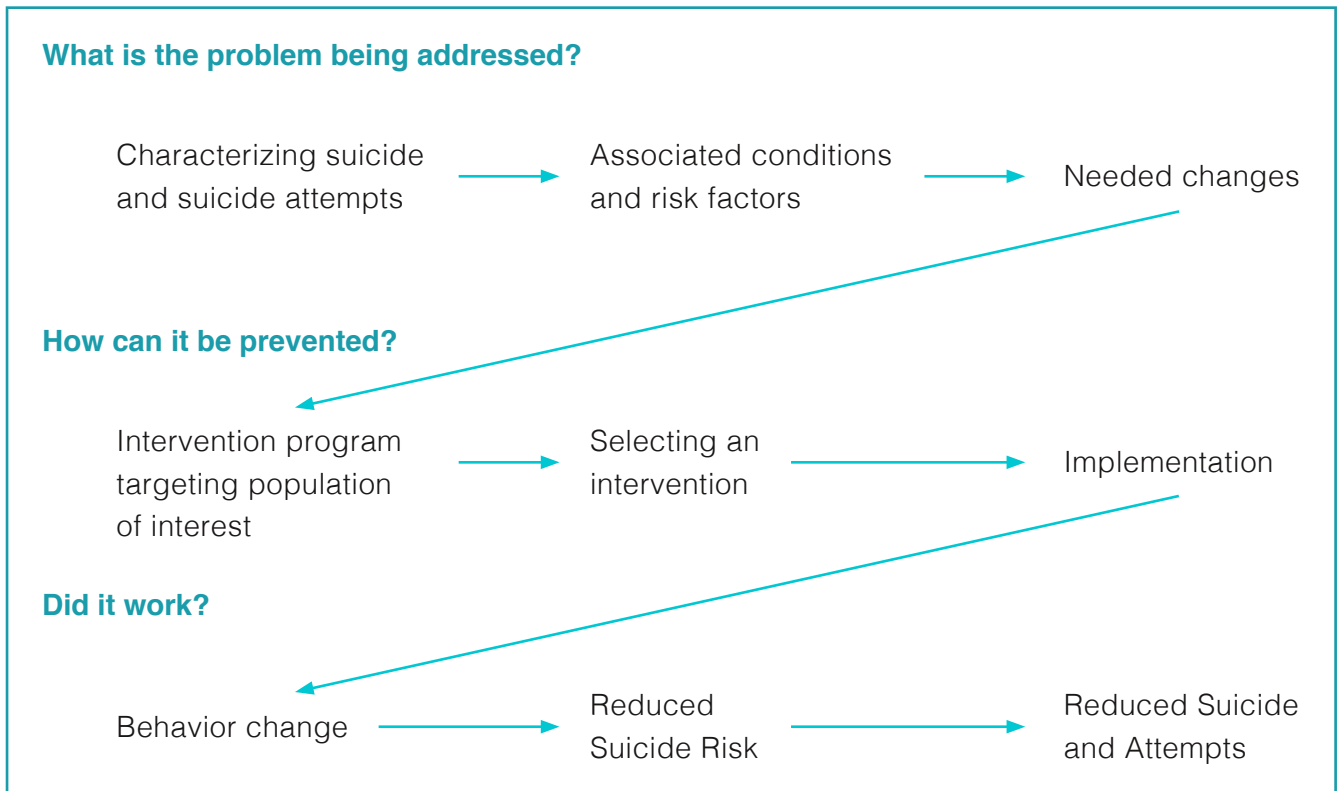 What is the problem being addressed?
Characterizing suicide
and suicide attempts
Associated conditions
and risk factors
Needed changes
How can it be prevented?
Intervention program
targeting population
of interest
Selecting an
intervention
Implementation
Did it work?
Behavior change
Reduced
Suicide Risk
Reduced Suicide
and Attempts